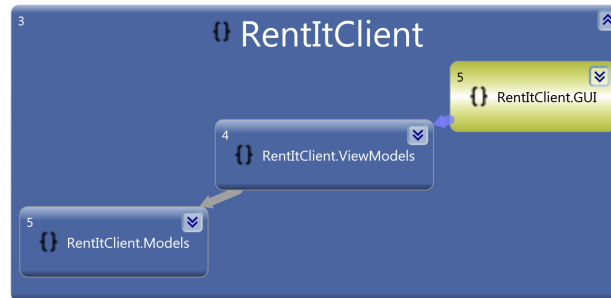 3
{} RentItClient
5
{} RentItClient.GUI
4
{} RentItClient.ViewModels
5
{} RentItClient.Models